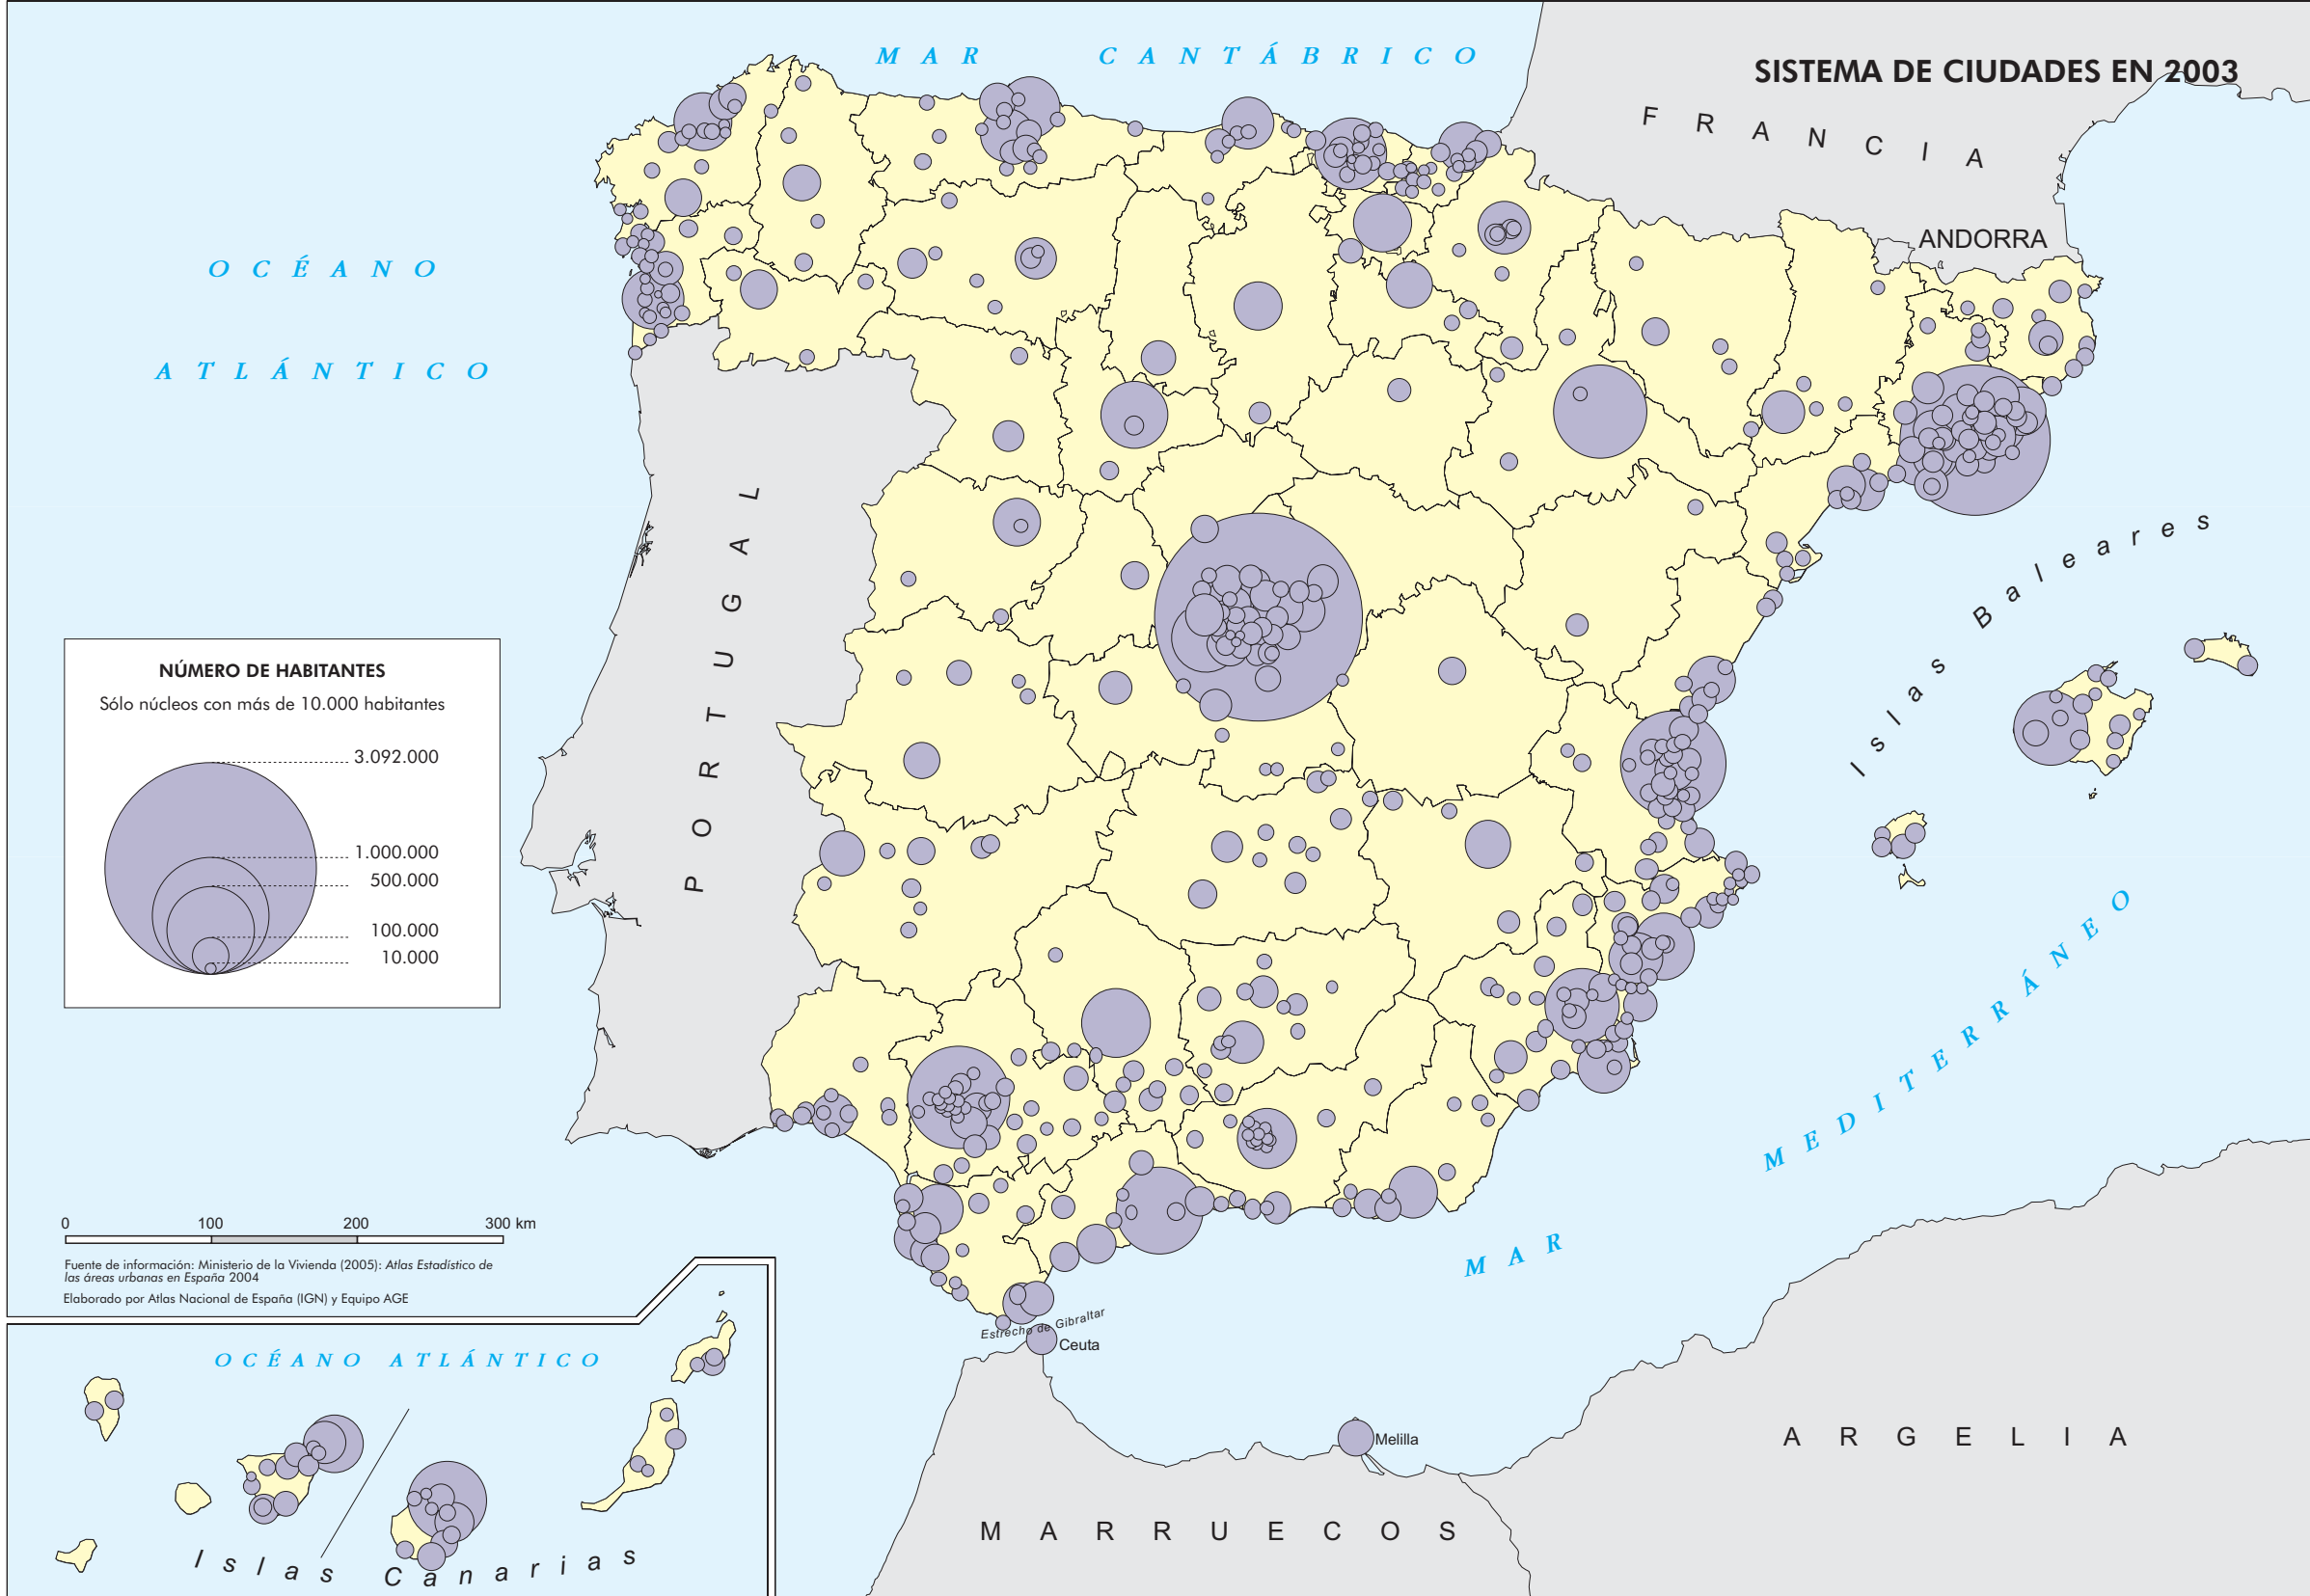 SISTEMA DE CIUDADES EN 2003
MAR CANTÁBRICO
FRANCIA
ANDORRA
OCÉANO
ATLÁNTICO
PORTUGAL
Islas Baleares
NÚMERO DE HABITANTES
Sólo núcleos con más de 10.000 habitantes
3.092.000
1.000.000
500.000
100.000
10.000
MAR MEDITERRÁNEO
0 100 200 300 km
Fuente de información: Ministerio de la Vivienda (2005): Atlas Estadístico de
las áreas urbanas en España 2004
Elaborado por Atlas Nacional de España (IGN) y Equipo AGE
Estrecho de Gibraltar
Ceuta
Melilla
OCÉANO ATLÁNTICO
Islas Canarias
MARRUECOS
ARGELIA